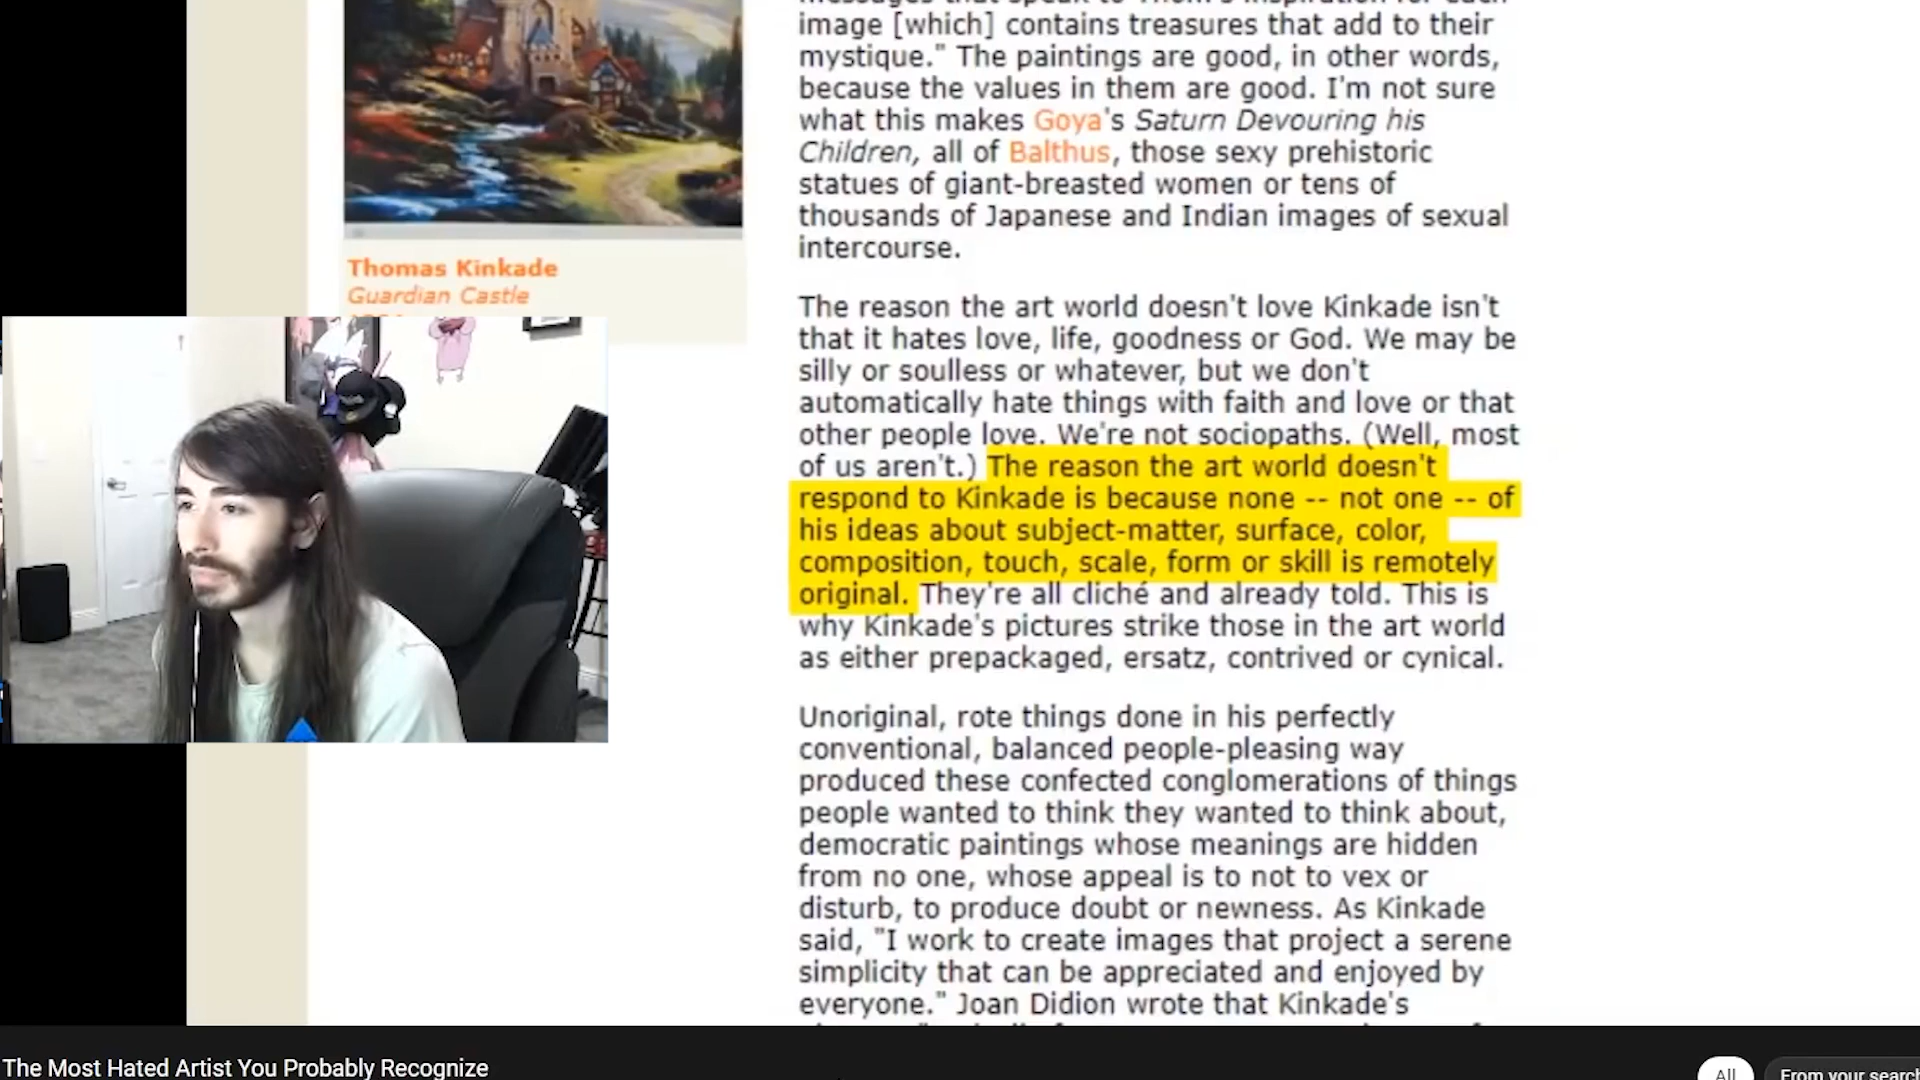 image [which] contains treasures that add to their
mystique." The paintings are good, in other words,
because the values in them are good. I'm not sure
what this makes Goya's Saturn Devouring his
Children, all of Balthus, those sexy prehistoric
statues of giant-breasted women or tens of
thousands of Japanese and Indian images of sexual
intercourse.
Thomas Kinkade
Guardian Castle
The reason the art world doesn't love Kinkade isn't
that it hates love, life, goodness or God. We may be
silly or soulless or whatever, but we don't
automatically hate things with faith and love or that
other people love. We're not sociopaths. (Well, most
of us aren't.) The reason the art world doesn't
respond to Kinkade is because none -- not one -- of
his ideas about subject-matter, surface, color,
composition, touch, scale, form or skill is remotely
original. They're all cliché and already told. This is
why Kinkade's pictures strike those in the art world
as either prepackaged, ersatz, contrived or cynical.
Unoriginal, rote things done in his perfectly
conventional, balanced people-pleasing way
produced these confected conglomerations of things
people wanted to think they wanted to think about,
democratic paintings whose meanings are hidden
from no one, whose appeal is to not to vex or
disturb, to produce doubt or newness. As Kinkade
said, "I work to create images that project a serene
simplicity that can be appreciated and enjoyed by
everyone." Joan Didion wrote that Kinkade's
The Most Hated Artist You Probably Recognize
All
From your search